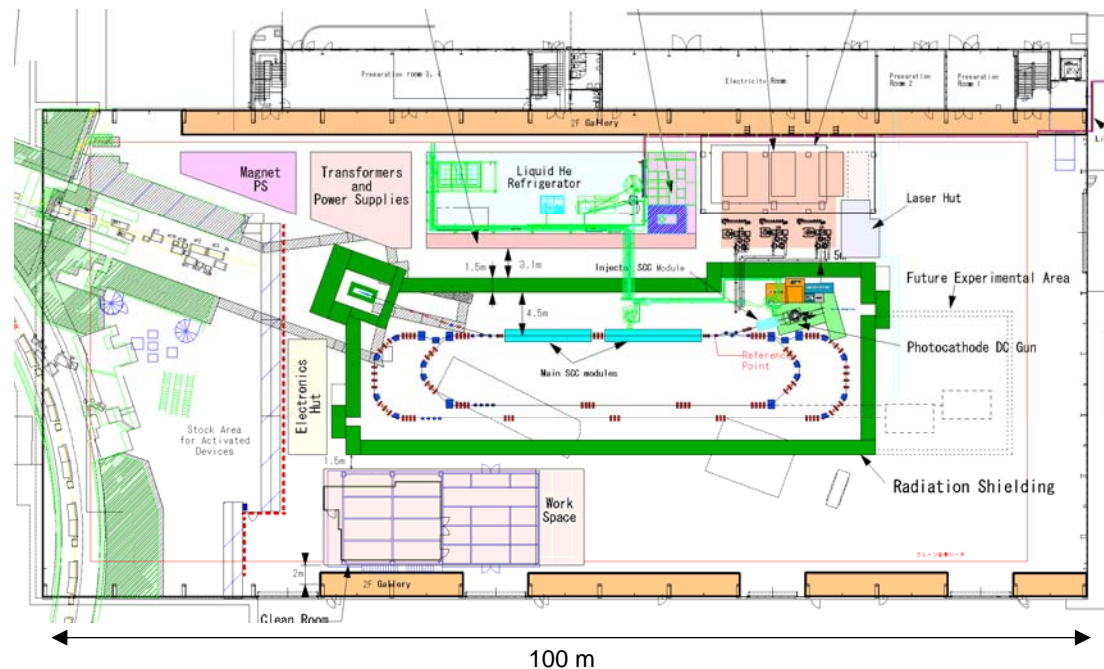 Preparation room 3, 4
Electricity Room
Preparation
Room 2
Preparation
Room 1
2F Gallery
Li
Magnet
PS
Transformers
and
Power Supplies
Liquid He
Refrigerator
Laser Hut
1.5m
3.1m
Injector SCC Module
5m
Future Experimental Area
4.5m
Photocathode DC Gun
Reference
Point
Main SCC modules
Electronics
Hut
Stock Area
for Activated
Devices
1.5m
Radiation Shielding
Work
Space
2m
2F Gallery
Clean Room
100 m